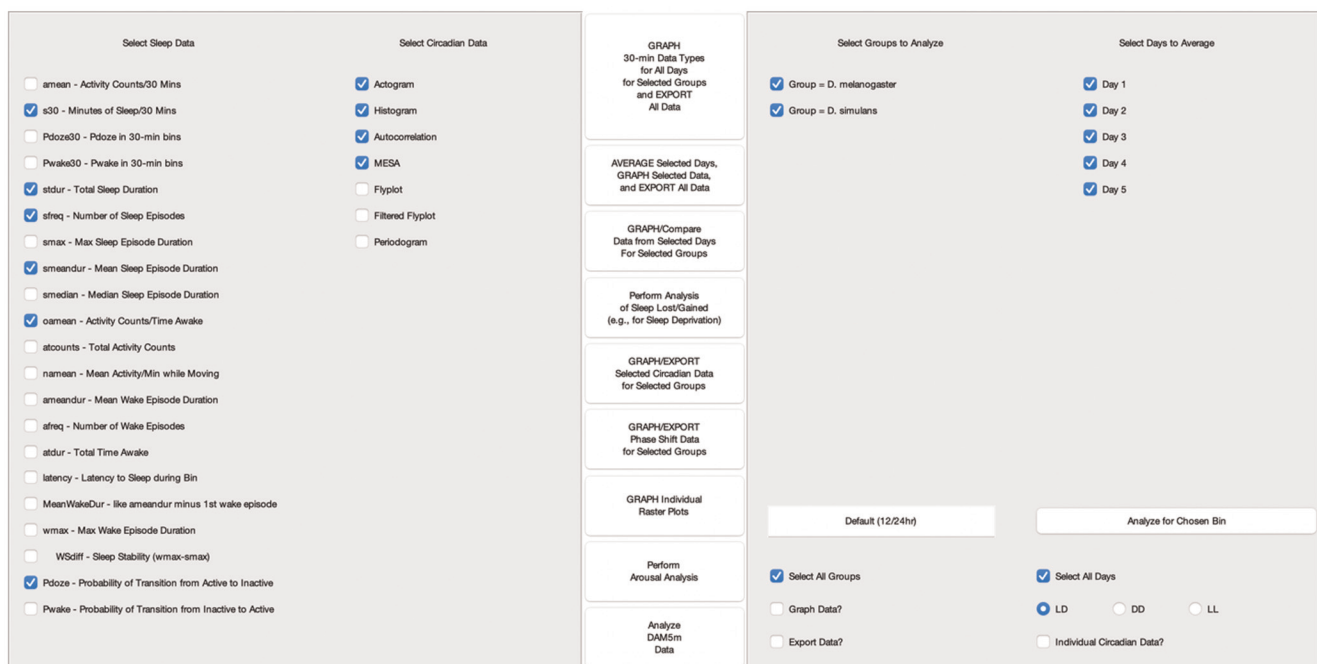 Select Sleep Data
amean - Activity Counts/30 Mins
s30 - Minutes of Sleep/30 Mins
Pdoze30 - Pdoze in 30-min bins
Pwake30 - Pwake in 30-min bins
stdur - Total Sleep Duration
sfreq - Number of Sleep Episodes
smax - Max Sleep Episode Duration
smeandur - Mean Sleep Episode Duration
smedian - Median Sleep Episode Duration
oamean - Activity Counts/Time Awake
atcounts - Total Activity Counts
namean - Mean Activity/Min while Moving
ameandur - Mean Wake Episode Duration
afreq - Number of Wake Episodes
atdur - Total Time Awake
latency - Latency to Sleep during Bin
MeanWakeDur - like ameandur minus 1st wake episode
wmax - Max Wake Episode Duration
WSdiff - Sleep Stability (wmax-smax)
Pdoze - Probability of Transition from Active to Inactive
Pwake - Probability of Transition from Inactive to Active
Select Circadian Data
Actogram
Histogram
Autocorrelation
MESA
Flyplot
Filtered Flyplot
Periodogram
GRAPH
30-min Data Types
for All Days
for Selected Groups
and EXPORT
All Data
AVERAGE Selected Days,
GRAPH Selected Data,
and EXPORT All Data
GRAPH/Compare
Data from Selected Days
For Selected Groups
Perform Analysis
of Sleep Lost/Gained
(e.g., for Sleep Deprivation)
GRAPH/EXPORT
Selected Circadian Data
for Selected Groups
GRAPH/EXPORT
Phase Shift Data
for Selected Groups
GRAPH Individual
Raster Plots
Perform
Arousal Analysis
Analyze
DAM5m
Data
Select Groups to Analyze
Group = D. melanogaster
Group = D. simulans
Default (12/24hr)
Select All Groups
Graph Data?
Export Data?
Select Days to Average
Day 1
Day 2
Day 3
Day 4
Day 5
Analyze for Chosen Bin
Select All Days
LD DD LL
Individual Circadian Data?